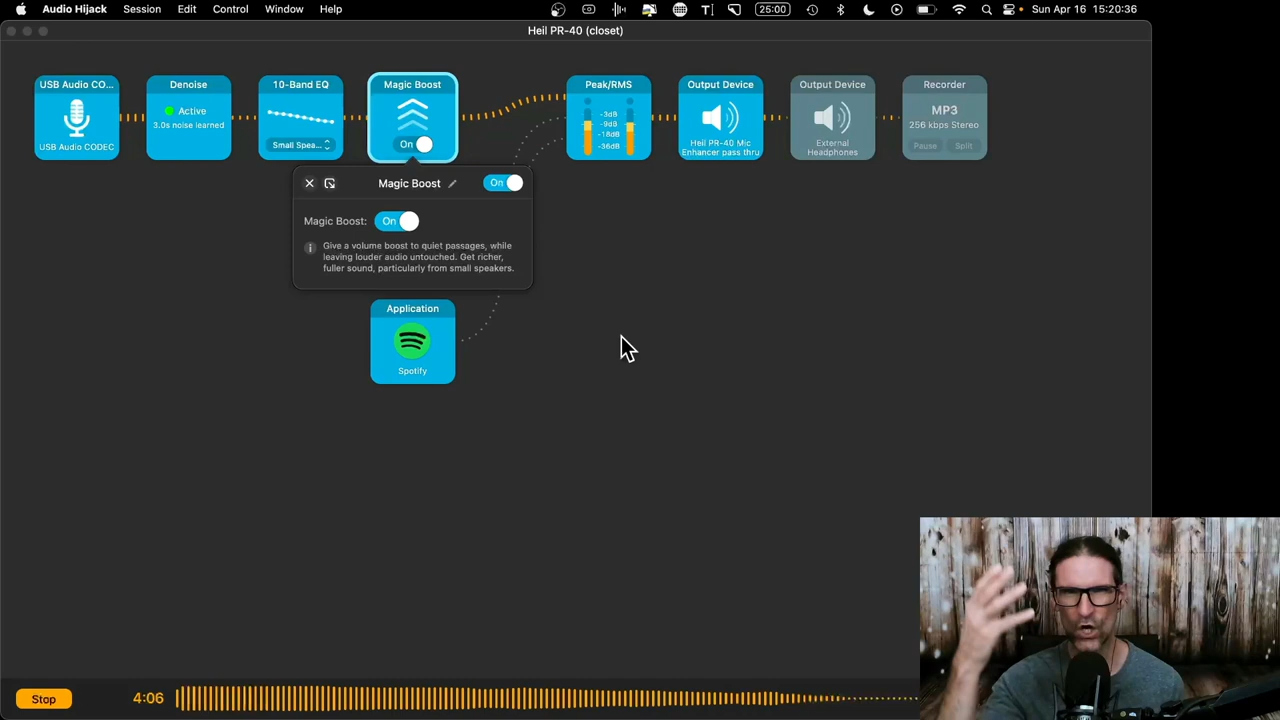 Audio Hijack Session Edit Control Window Help 25:00 Sun Apr 16 15:20:36
Heil PR-40 (closet)
USB Audio CO...
USB Audio CODEC
Denoise
Active
3.0s noise learned
10-Band EQ
Small Spea...
Magic Boost
On
Peak/RMS
-3dB
-9dB
-18dB
-36dB
Output Device
Heil PR-40 Mic
Enhancer pass thru
Output Device
External
Headphones
Recorder
MP3
256 kbps Stereo
Pause Split
Magic Boost On
Magic Boost: On
Give a volume boost to quiet passages, while
leaving louder audio untouched. Get richer,
fuller sound, particularly from small speakers.
Application
Spotify
Stop 4:06